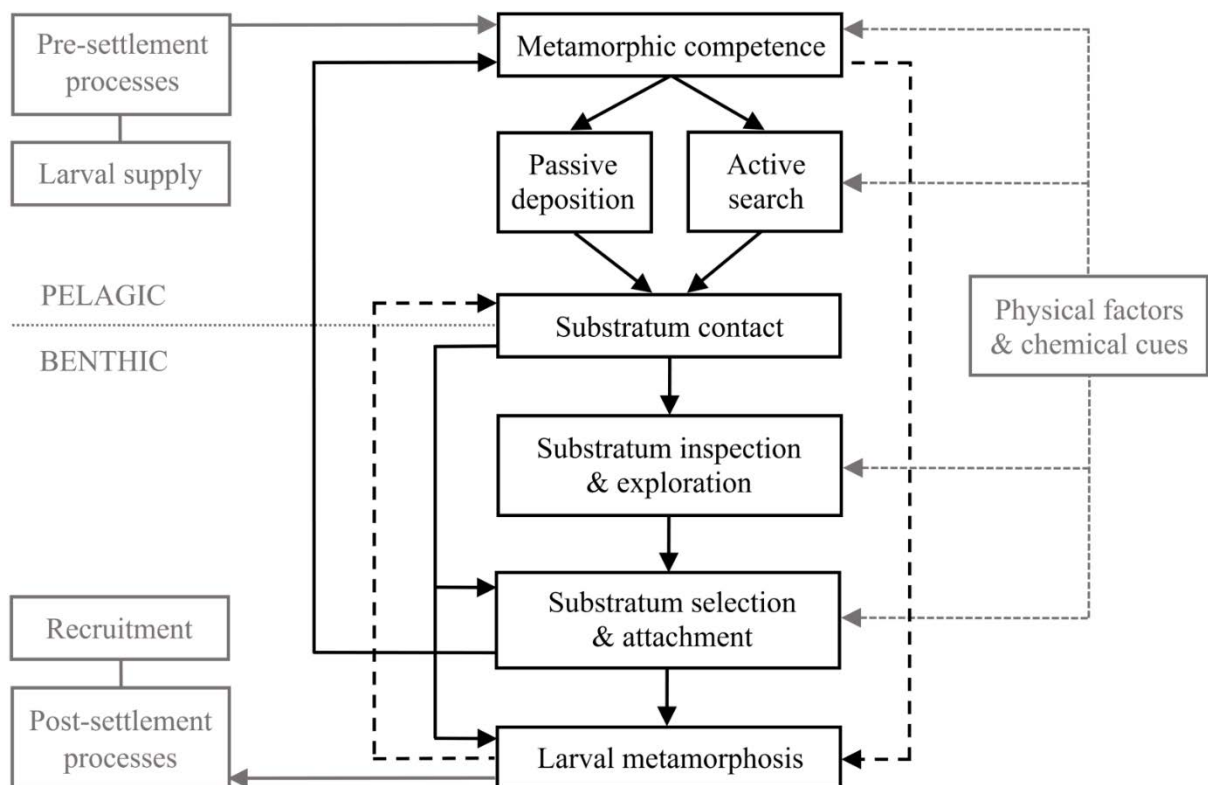 Pre-settlement
processes
Larval supply
Metamorphic competence
Passive
deposition
Active
search
PELAGIC
BENTHIC
Substratum contact
Physical factors
& chemical cues
Substratum inspection
& exploration
Substratum selection
& attachment
Recruitment
Post-settlement
processes
Larval metamorphosis